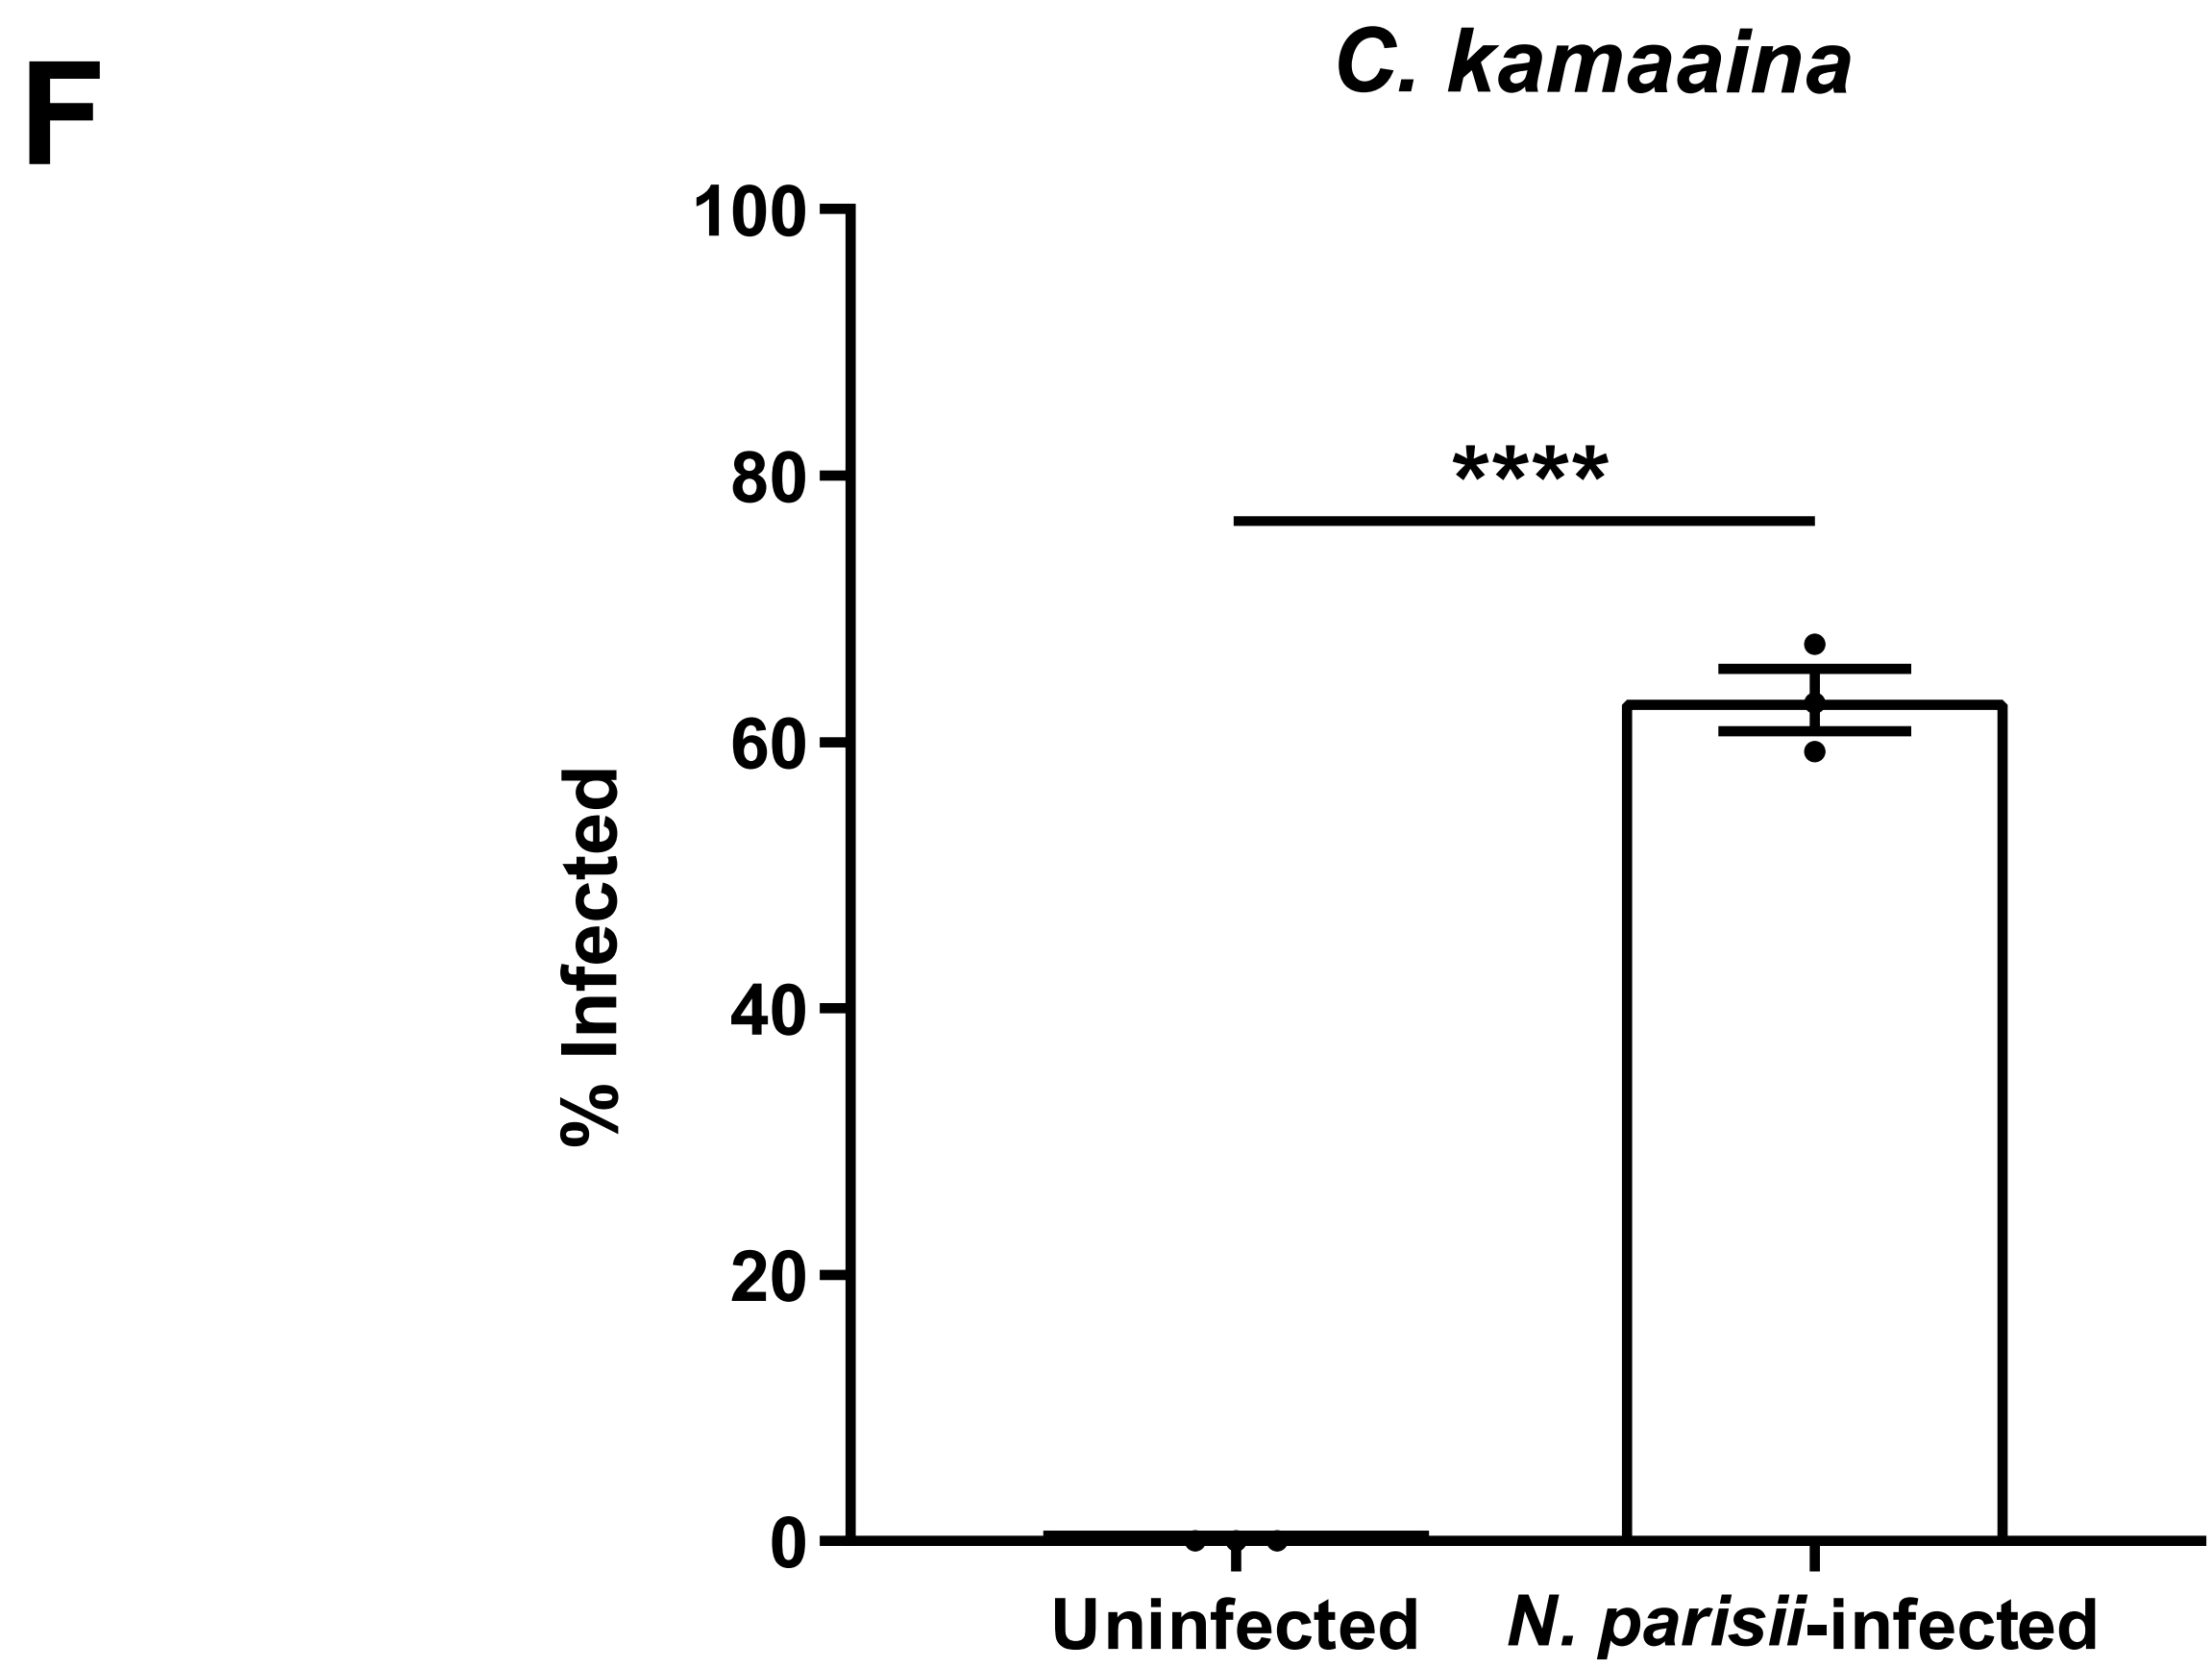 F
C. kamaaina
100
80
60
40
20
0
% Infected
****
Uninfected
N. parisii-infected